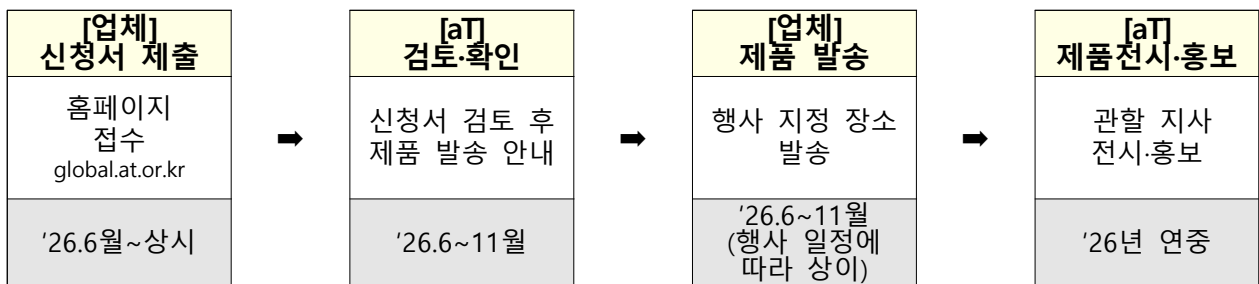 [업체]
신청서 제출
홈페이지
접수
global.at.or.kr
'26.6월~상시
➡
[aT]
검토·확인
신청서 검토 후
제품 발송 안내
'26.6~11월
➡
[업체]
제품 발송
행사 지정 장소
발송
'26.6~11월
(행사 일정에
따라 상이)
➡
[aT]
제품전시·홍보
관할 지사
전시·홍보
'26년 연중